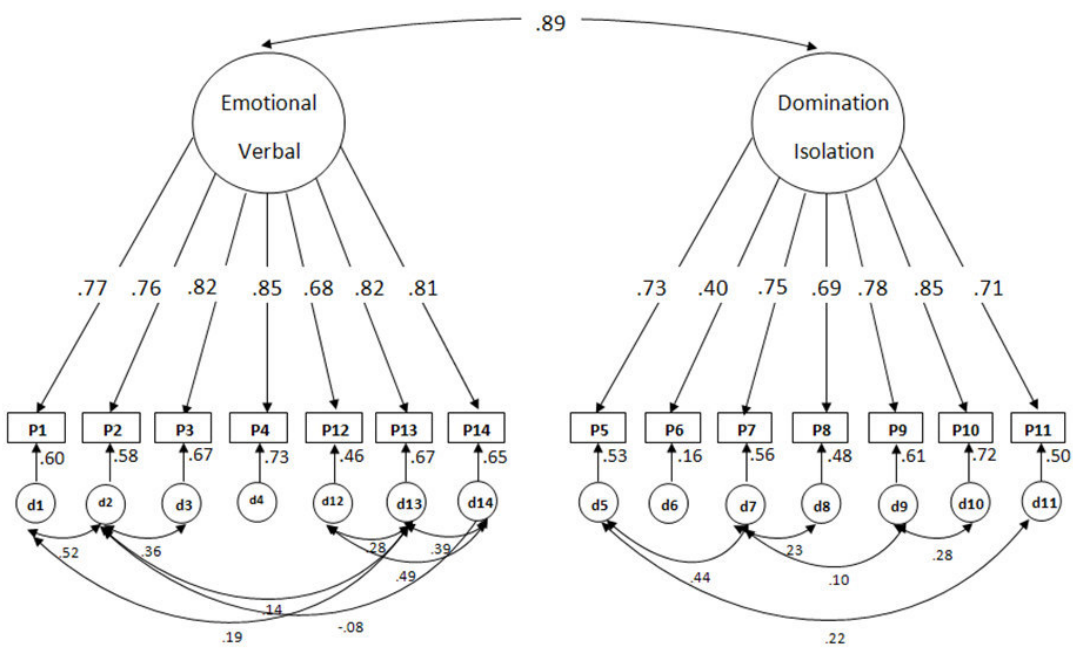 .89
Emotional
Verbal
Domination
Isolation
.77 .76 .82 .85 .68 .82 .81
.73 .40 .75 .69 .78 .85 .71
P1 P2 P3 P4 P12 P13 P14
P5 P6 P7 P8 P9 P10 P11
.60 .58 .67 .73 .46 .67 .65
.53 .16 .56 .48 .61 .72 .50
d1 d2 d3 d4 d12 d13 d14
d5 d6 d7 d8 d9 d10 d11
.52 .36 .28 .39
.49
.14
.19 -.08
.23 .28
.44 .10
.22